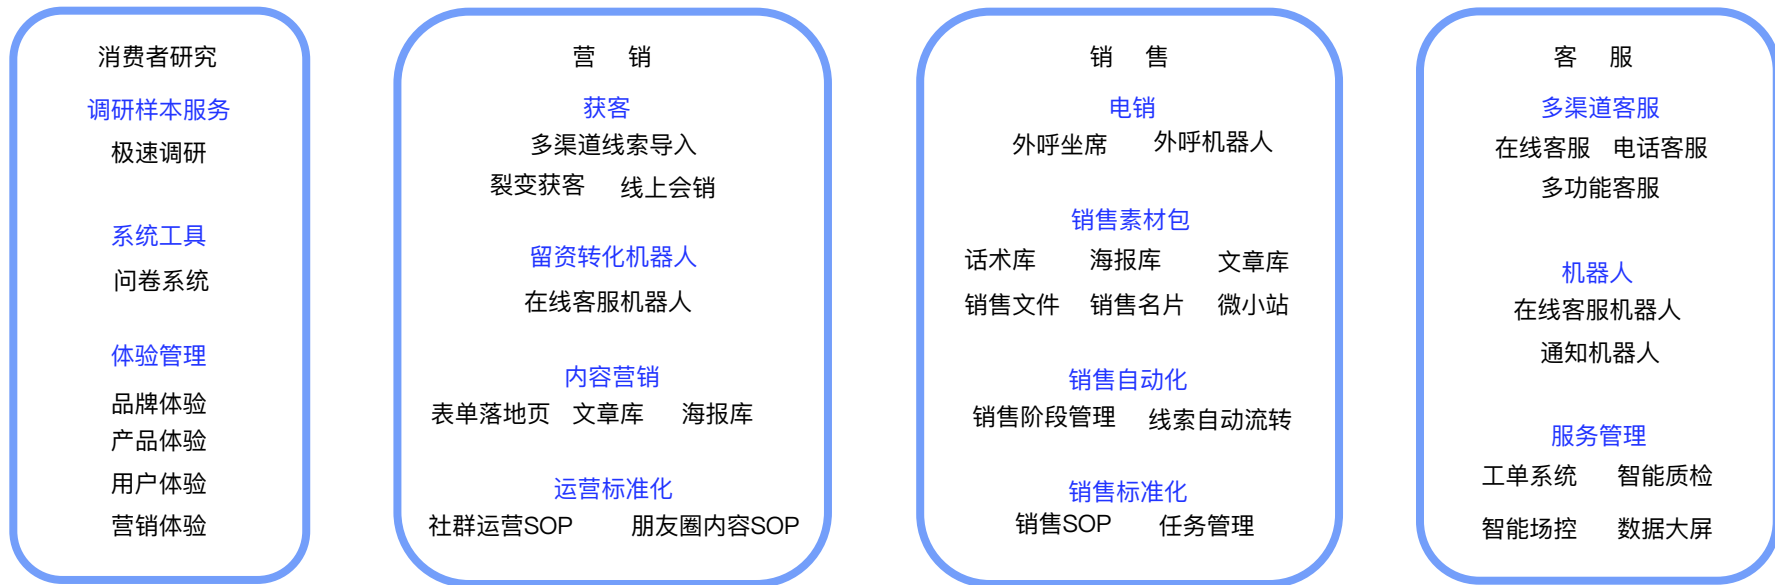 消费者研究
调研样本服务
极速调研
系统工具
问卷系统
体验管理
品牌体验
产品体验
用户体验
营销体验
营 销
获客
多渠道线索导入
裂变获客 线上会销
留资转化机器人
在线客服机器人
内容营销
表单落地页 文章库 海报库
运营标准化
社群运营SOP 朋友圈内容SOP
销 售
电销
外呼坐席 外呼机器人
销售素材包
话术库 海报库 文章库
销售文件 销售名片 微小站
销售自动化
销售阶段管理 线索自动流转
销售标准化
销售SOP 任务管理
客 服
多渠道客服
在线客服 电话客服
多功能客服
机器人
在线客服机器人
通知机器人
服务管理
工单系统 智能质检
智能场控 数据大屏